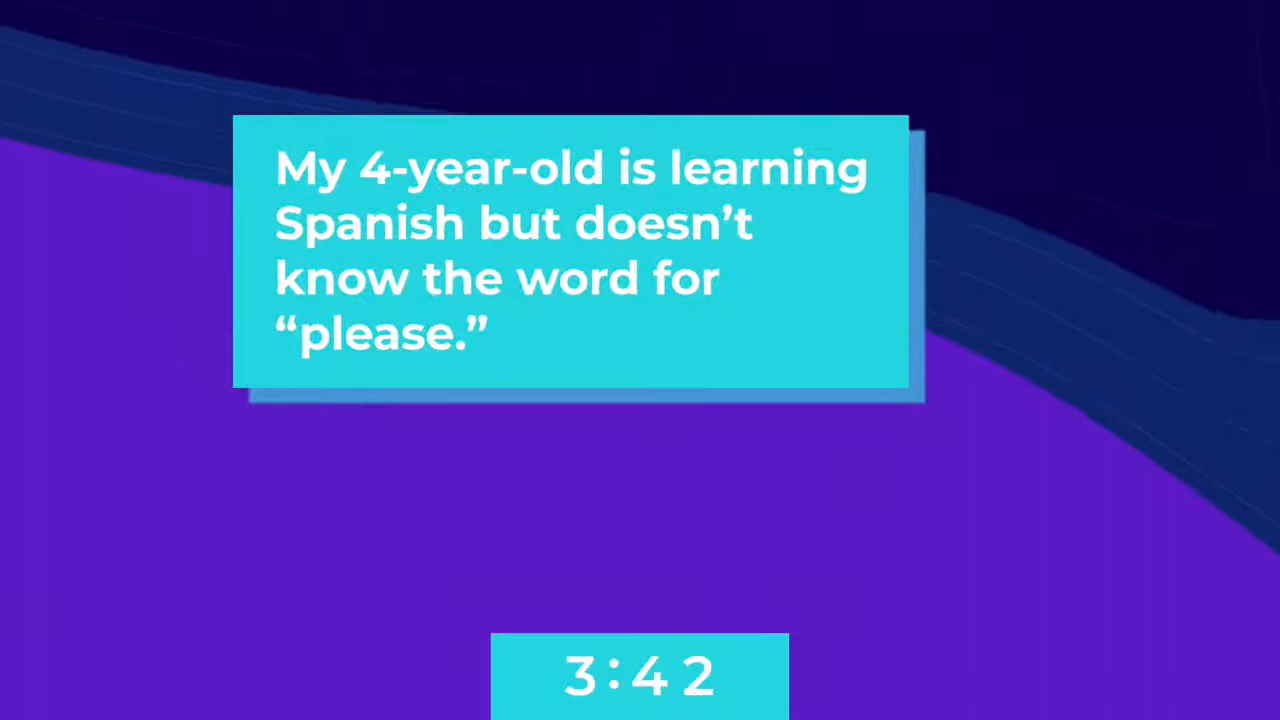 My 4-year-old is learning
Spanish but doesn’t
know the word for
“please.”
3:42